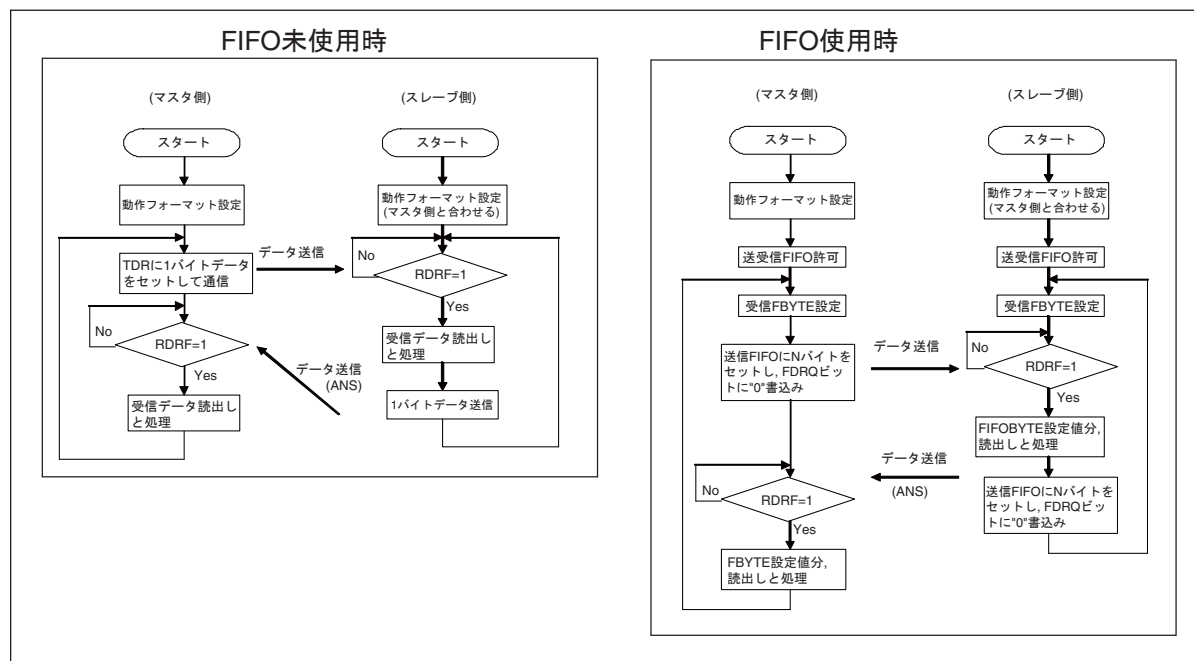 FIFO未使用時
(マスタ側)
スタート
動作フォーマット設定
TDRに1バイトデータ
をセットして通信
No
RDRF=1
Yes
受信データ読出し
と処理
データ送信
データ送信
(ANS)
(スレーブ側)
スタート
動作フォーマット設定
(マスタ側と合わせる)
No
RDRF=1
Yes
受信データ読出し
と処理
1バイトデータ送信
FIFO使用時
(マスタ側)
スタート
動作フォーマット設定
送受信FIFO許可
受信FBYTE設定
送信FIFOにNバイトを
セットし, FDRQビッ
トに"0"書込み
No
RDRF=1
Yes
FBYTE設定値分,
読出しと処理
データ送信
データ送信
(ANS)
(スレーブ側)
スタート
動作フォーマット設定
(マスタ側と合わせる)
送受信FIFO許可
受信FBYTE設定
No
RDRF=1
Yes
FIFOBYTE設定値分,
読出しと処理
送信FIFOにNバイトを
セットし, FDRQビッ
トに"0"書込み